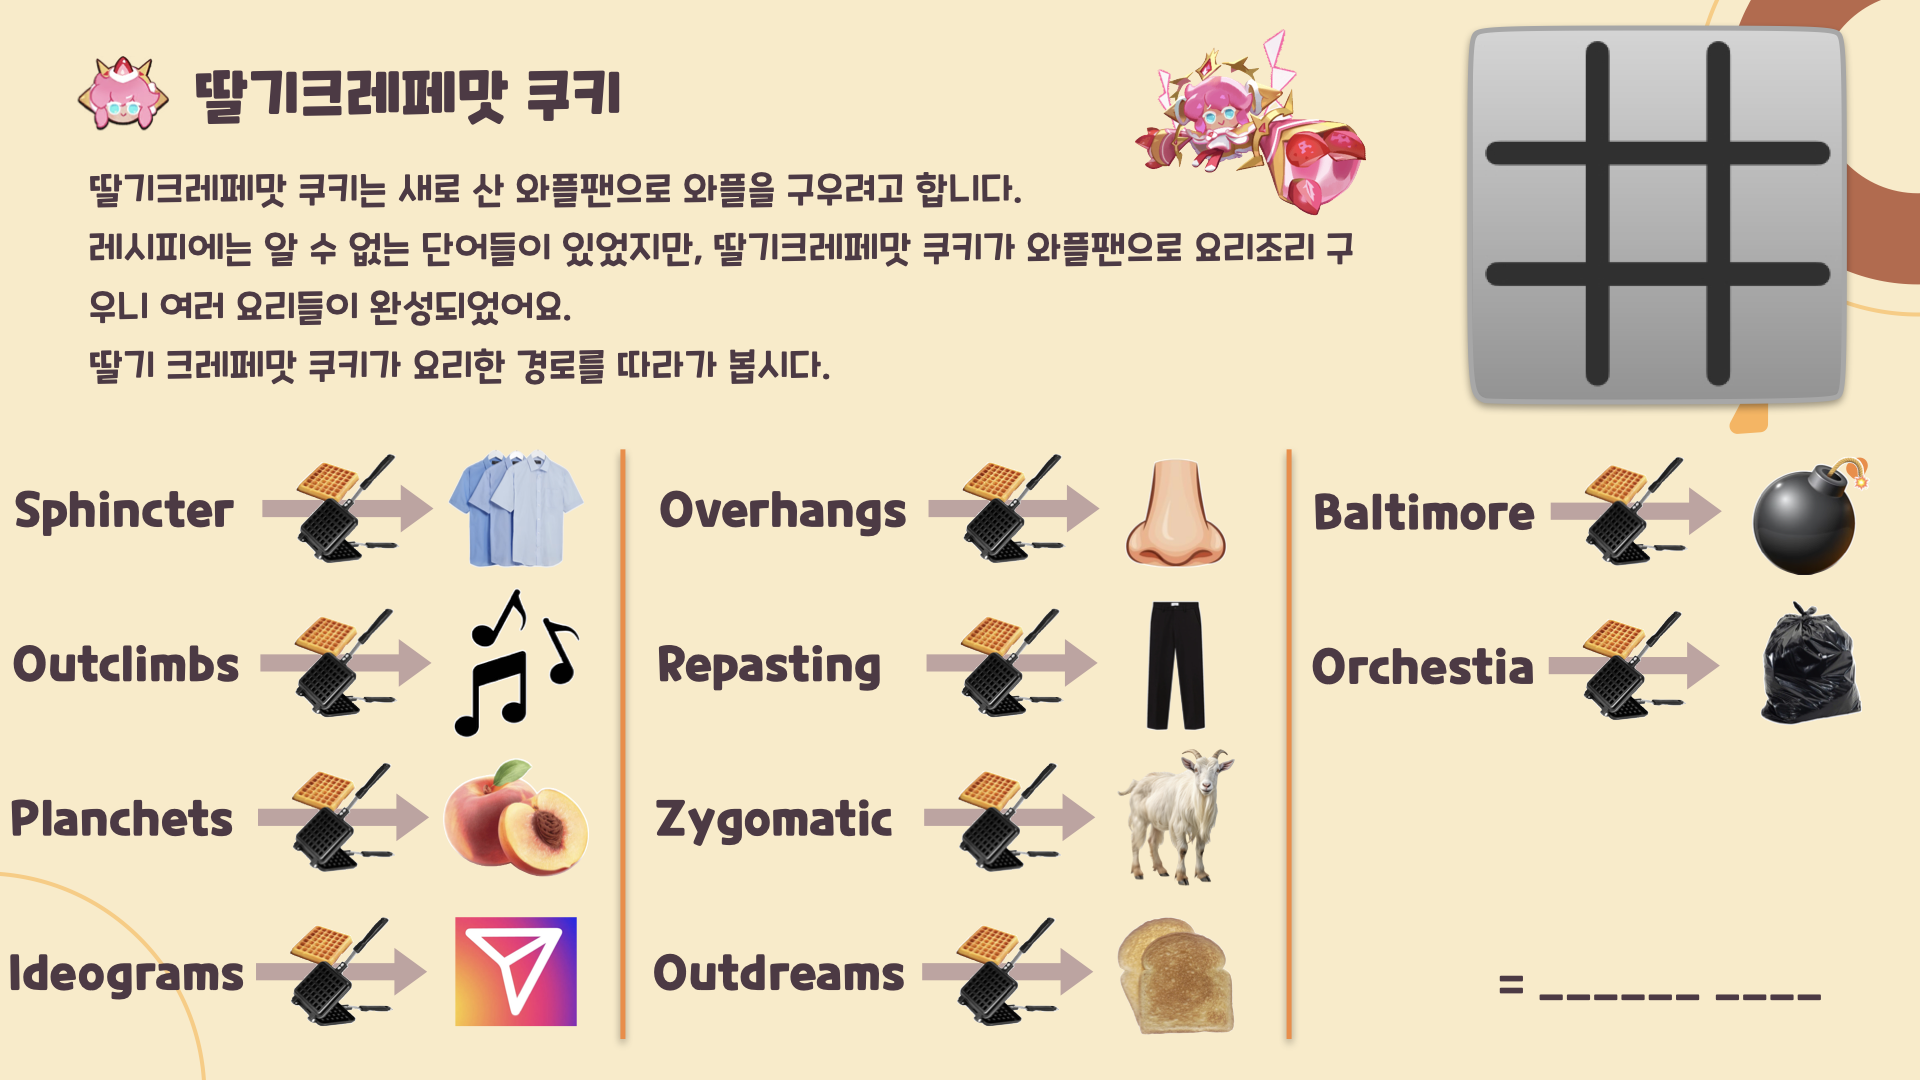 딸기크레페맛 쿠키
딸기크레페맛 쿠키는 새로 산 와플팬으로 와플을 구우려고 합니다.
레시피에는 알 수 없는 단어들이 있었지만, 딸기크레페맛 쿠키가 와플팬으로 요리조리 구
우니 여러 요리들이 완성되었어요.
딸기 크레페맛 쿠키가 요리한 경로를 따라가 봅시다.
Sphincter
Outclimbs
Planchets
Ideograms
Overhangs
Repasting
Zygomatic
Outdreams
Baltimore
Orchestia
= ______ ____